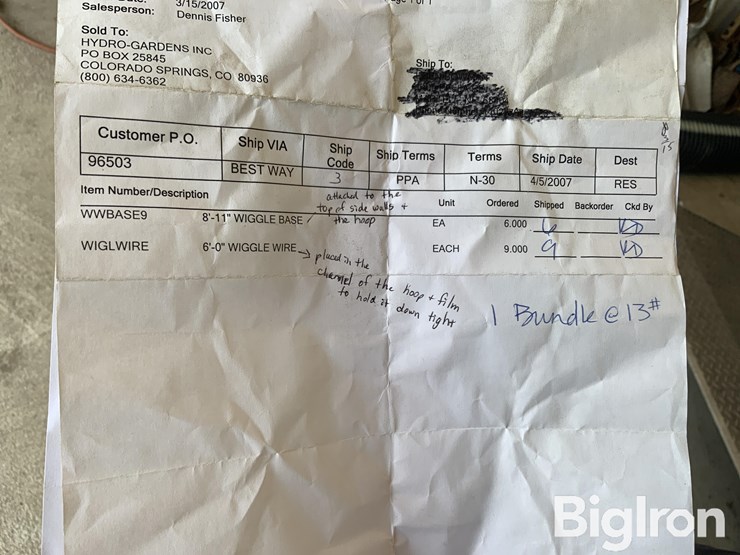 3/15/2007
Salesperson: Dennis Fisher
Page 1 of 1
Sold To:
HYDRO-GARDENS INC
PO BOX 25845
COLORADO SPRINGS, CO 80936
(800) 634-6362
Ship To:
Customer P.O. Ship VIA Ship Code Ship Terms Terms Ship Date Dest
96503 BEST WAY 3 PPA N-30 4/5/2007 RES
Item Number/Description Unit Ordered Shipped Backorder Ckd By
WWBASE9 8'-11" WIGGLE BASE EA 6.000 6
attached to the
top of side walls +
the hoop
WIGLWIRE 6'-0" WIGGLE WIRE EACH 9.000 9
placed in the
channel of the hoop + film
to hold it down tight
1 Bundle @ 13#
BigIron